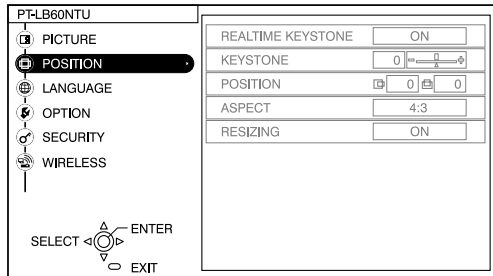 PT-LB60NTU
PICTURE
POSITION
LANGUAGE
OPTION
SECURITY
WIRELESS
SELECT
ENTER
EXIT
REALTIME KEYSTONE ON
KEYSTONE 0
POSITION 0 0
ASPECT 4:3
RESIZING ON